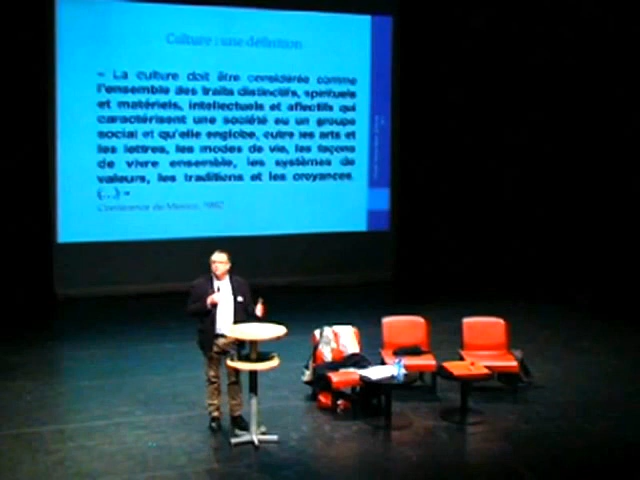 Culture : une définition
« La culture doit être considérée comme
l'ensemble des traits distinctifs, spirituels
et matériels, intellectuels et affectifs qui
caractérisent une société ou un groupe
social et qu'elle englobe, outre les arts et
les lettres, les modes de vie, les façons
de vivre ensemble, les systèmes de
valeurs, les traditions et les croyances.
(...) »
Conférence de Mexico, 1982